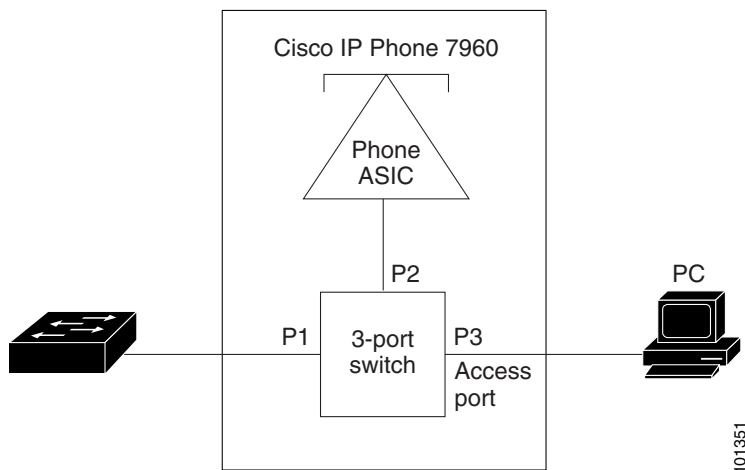 Cisco IP Phone 7960
Phone
ASIC
P2
PC
P1
3-port
switch
P3
Access
port
101351